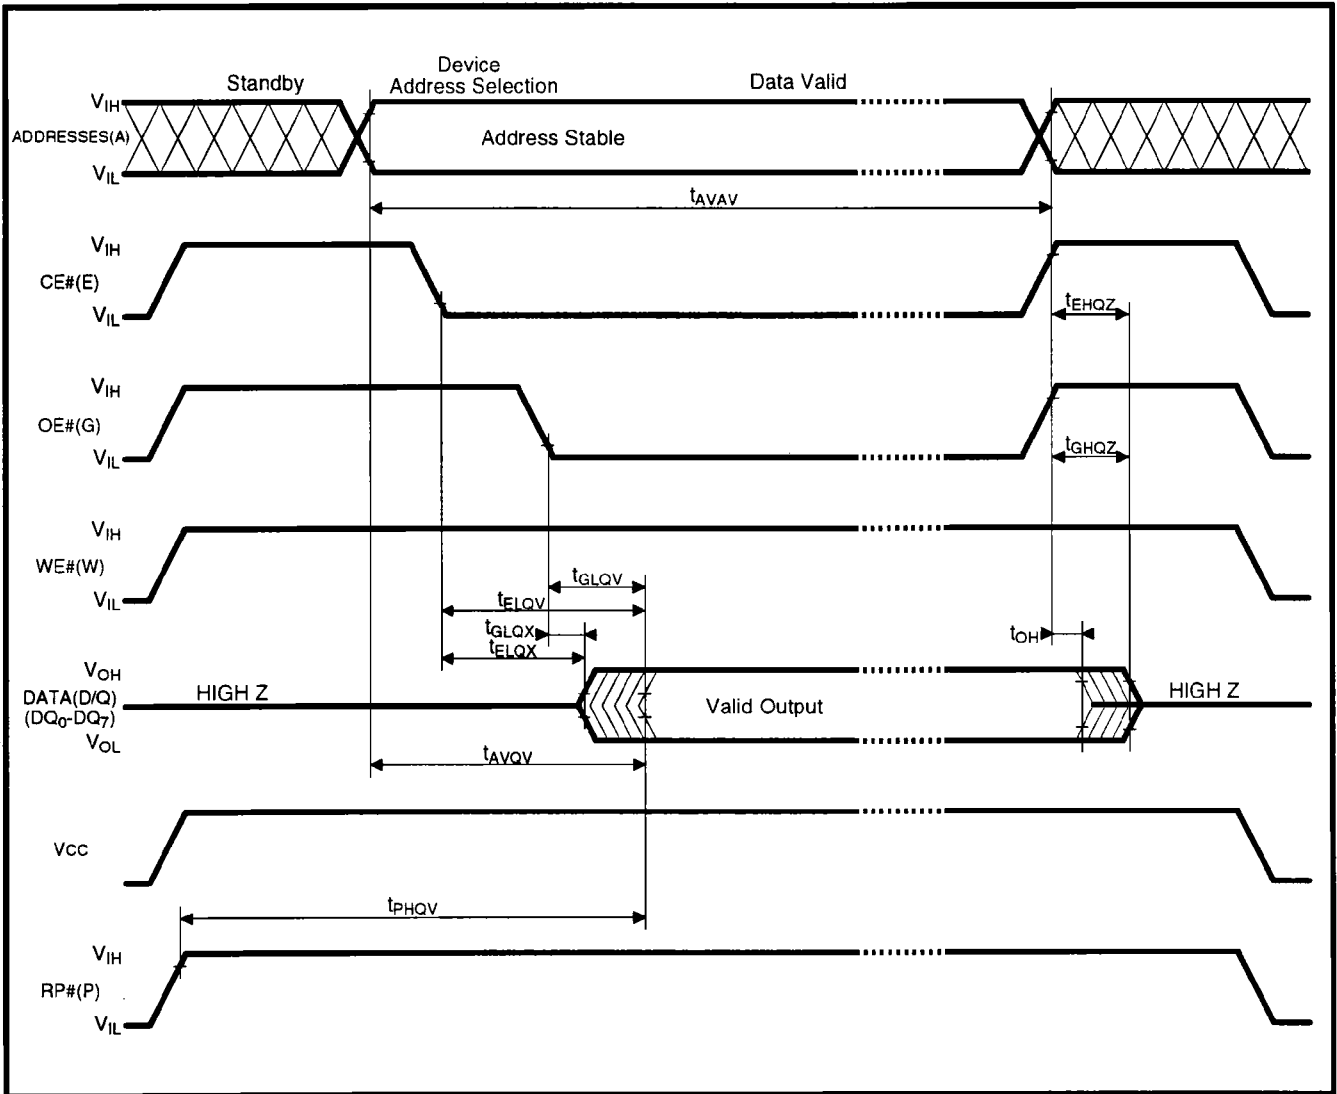 Standby
Device
Address Selection
Data Valid
VIH
ADDRESSES(A)
Address Stable
VIL
tAVAV
VIH
CE#(E)
VIL
tEHQZ
VIH
OE#(G)
VIL
tGHQZ
VIH
WE#(W)
VIL
tGLQV
tELQV
tGLQX
tOH
tELQX
VOH
DATA(D/Q)
(DQ0-DQ7)
HIGH Z
Valid Output
HIGH Z
VOL
tAVQV
VCC
tPHQV
VIH
RP#(P)
VIL